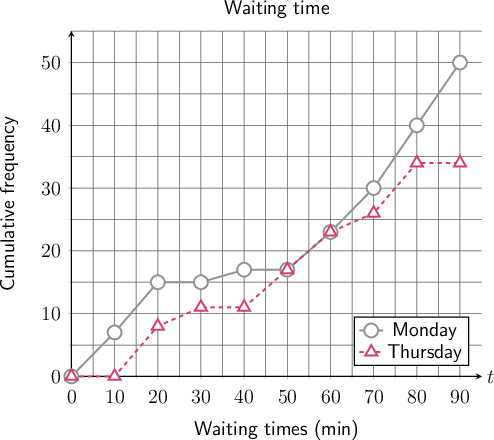 Waiting time
Cumulative frequency
50
40
30
20
10
0
0 10 20 30 40 50 60 70 80 90 t
Waiting times (min)
Monday
Thursday